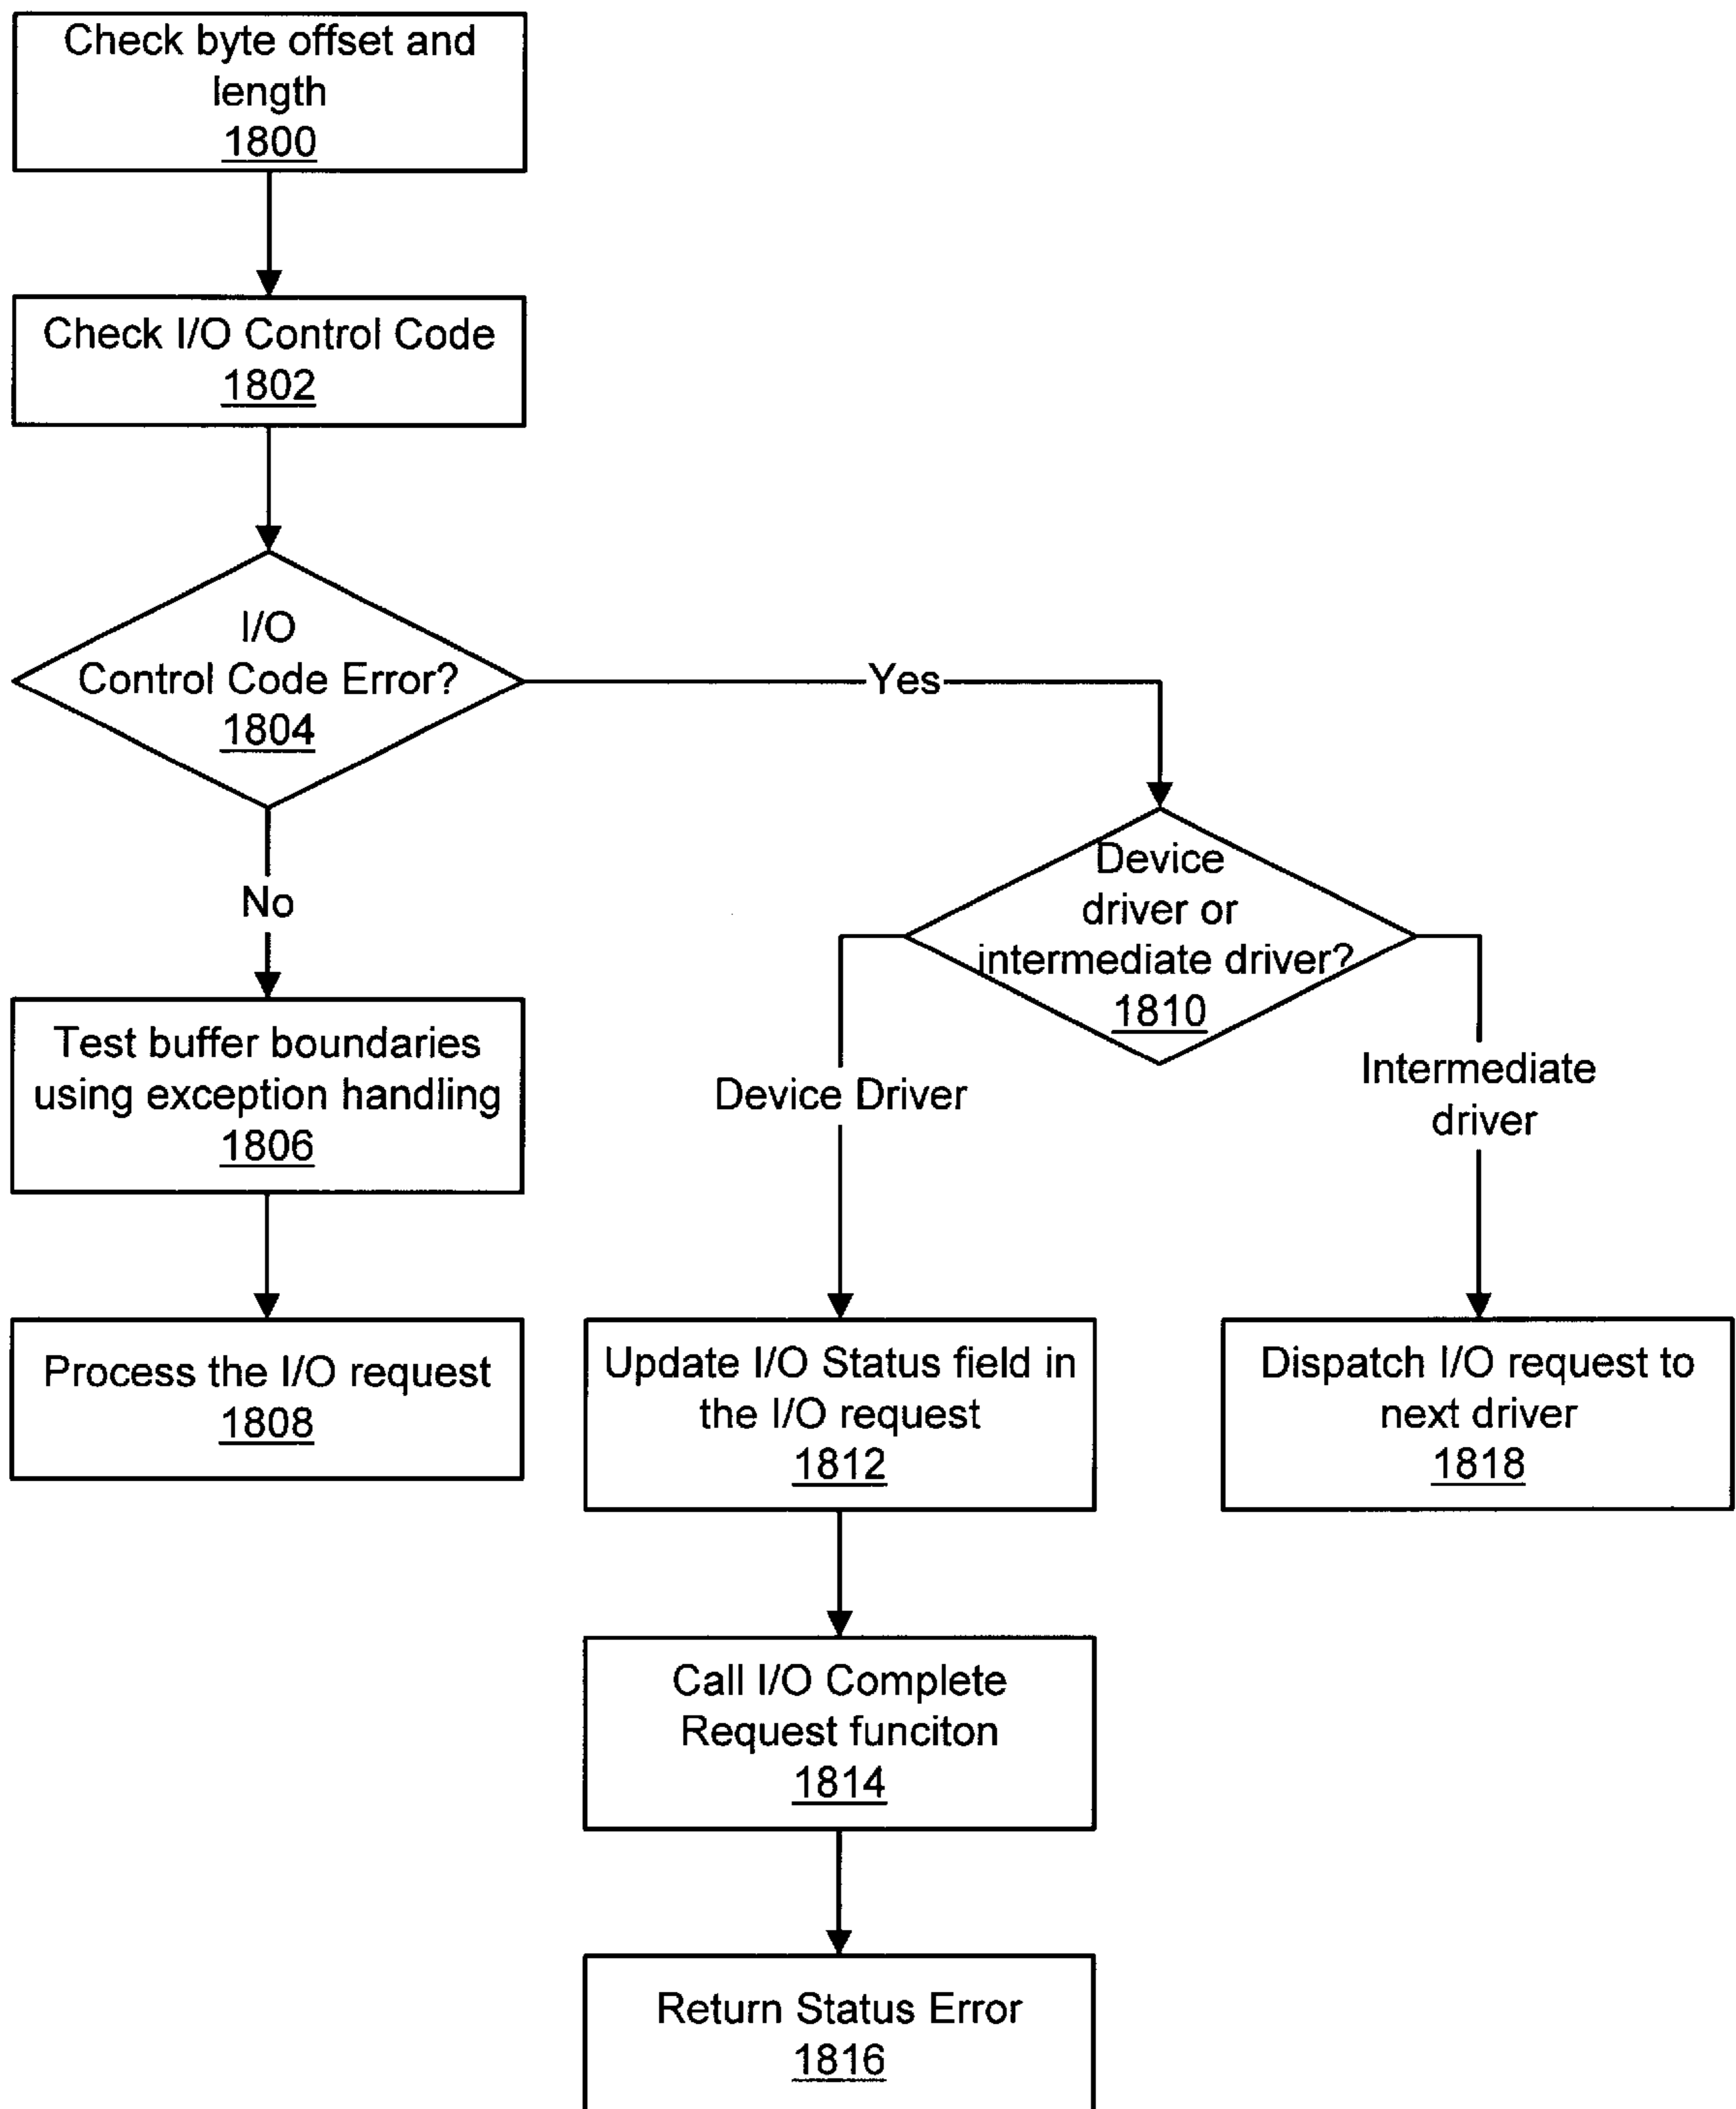 Check byte offset and
length
1800
Check I/O Control Code
1802
I/O
Control Code Error?
1804
Yes
No
Device
driver or
intermediate driver?
1810
Test buffer boundaries
using exception handling
1806
Device Driver
Intermediate
driver
Process the I/O request
1808
Update I/O Status field in
the I/O request
1812
Dispatch I/O request to
next driver
1818
Call I/O Complete
Request funciton
1814
Return Status Error
1816